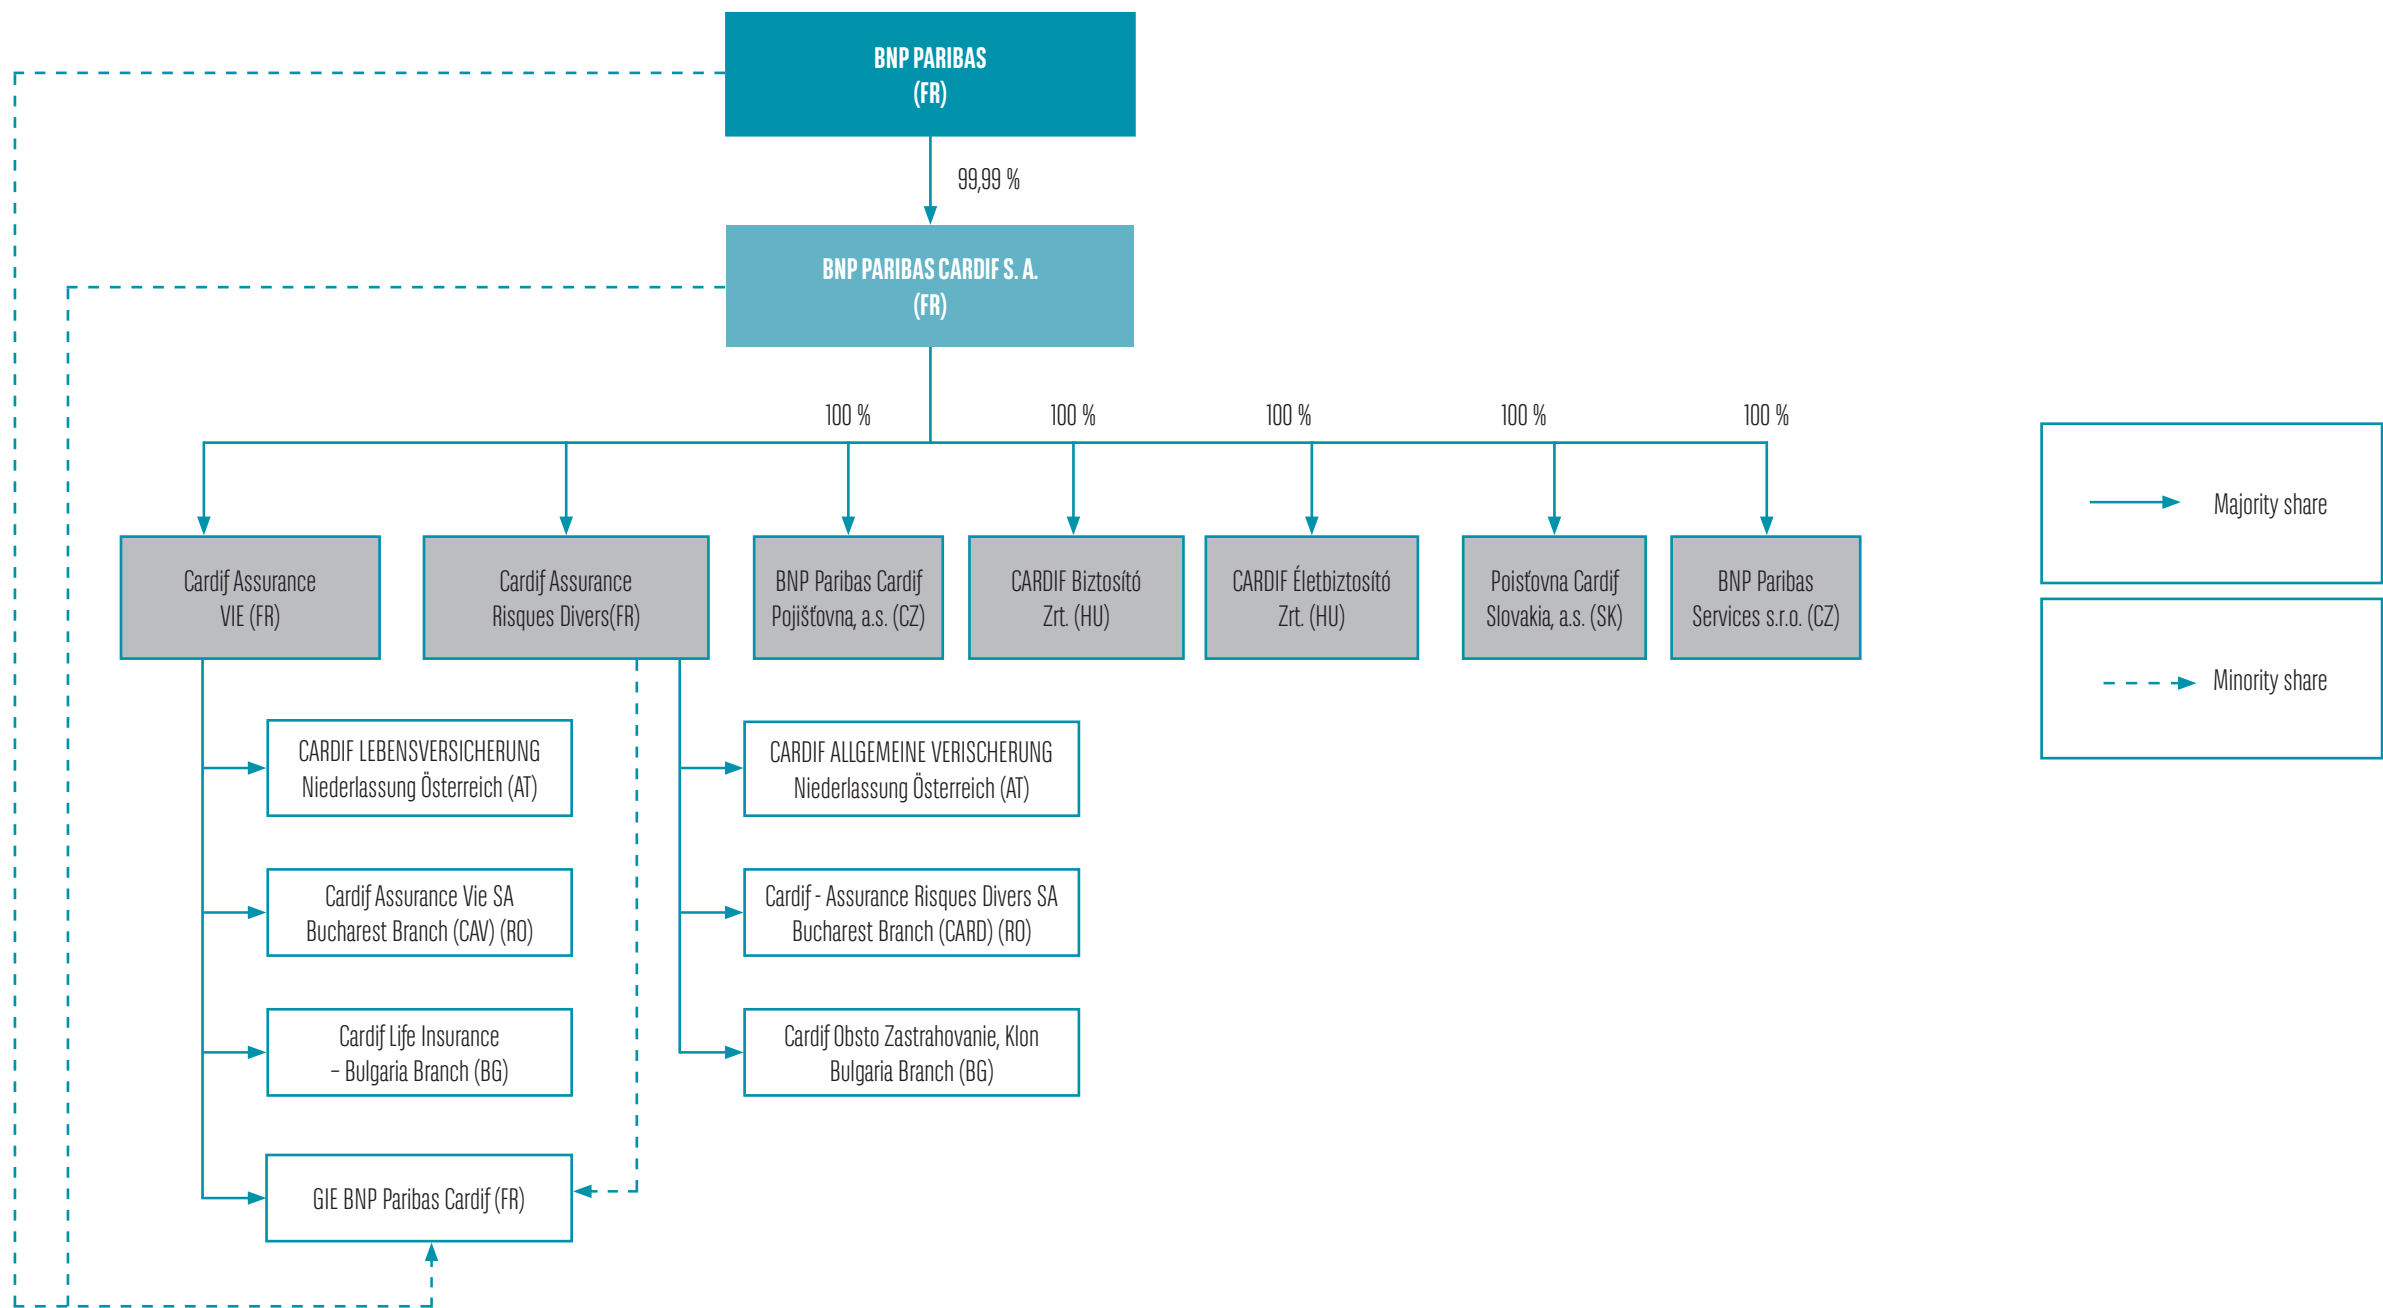 BNP PARIBAS
(FR)
99,99 %
BNP PARIBAS CARDIF S. A.
(FR)
100 %
100 %
100 %
100 %
100 %
Cardif Assurance
VIE (FR)
Cardif Assurance
Risques Divers(FR)
BNP Paribas Cardif
Pojišťovna, a.s. (CZ)
CARDIF Biztosító
Zrt. (HU)
CARDIF Életbiztosító
Zrt. (HU)
Poisťovna Cardif
Slovakia, a.s. (SK)
BNP Paribas
Services s.r.o. (CZ)
Majority share
Minority share
CARDIF LEBENSVERSICHERUNG
Niederlassung Österreich (AT)
CARDIF ALLGEMEINE VERISCHERUNG
Niederlassung Österreich (AT)
Cardif Assurance Vie SA
Bucharest Branch (CAV) (RO)
Cardif - Assurance Risques Divers SA
Bucharest Branch (CARD) (RO)
Cardif Life Insurance
– Bulgaria Branch (BG)
Cardif Obsto Zastrahovanie, Klon
Bulgaria Branch (BG)
GIE BNP Paribas Cardif (FR)